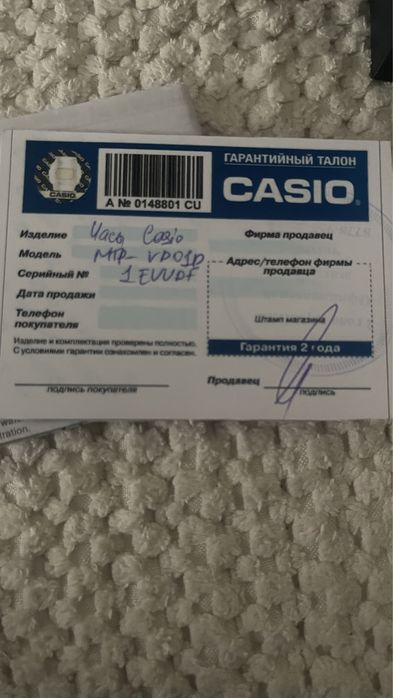 CASIO
A № 0148801 CU
ГАРАНТИЙНЫЙ ТАЛОН
CASIO®
Изделие Часы Casio
Модель MTP-VD01D
Серийный № 1EVUDF
Дата продажи
Телефон покупателя
Изделие и комплектация проверены полностью.
С условиями гарантии ознакомлен и согласен.
подпись покупателя
Фирма продавец
Адрес/телефон фирмы продавца
Штамп магазина
Гарантия 2 года
Продавец
подпись